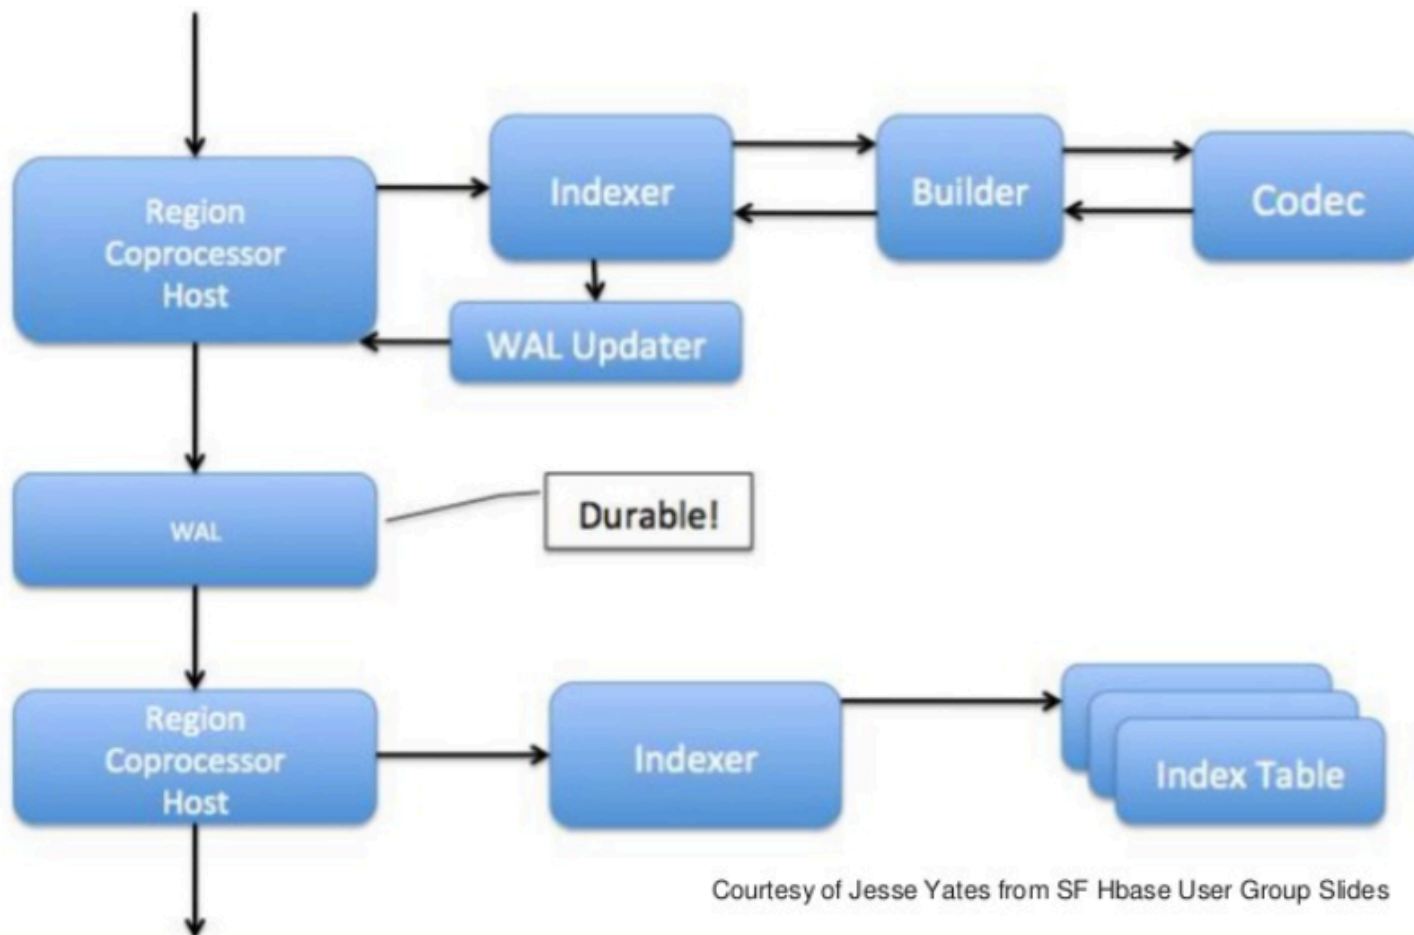 Region
Coprocessor
Host
Indexer
Builder
Codec
WAL Updater
WAL
Durable!
Region
Coprocessor
Host
Indexer
Index Table
Courtesy of Jesse Yates from SF Hbase User Group Slides